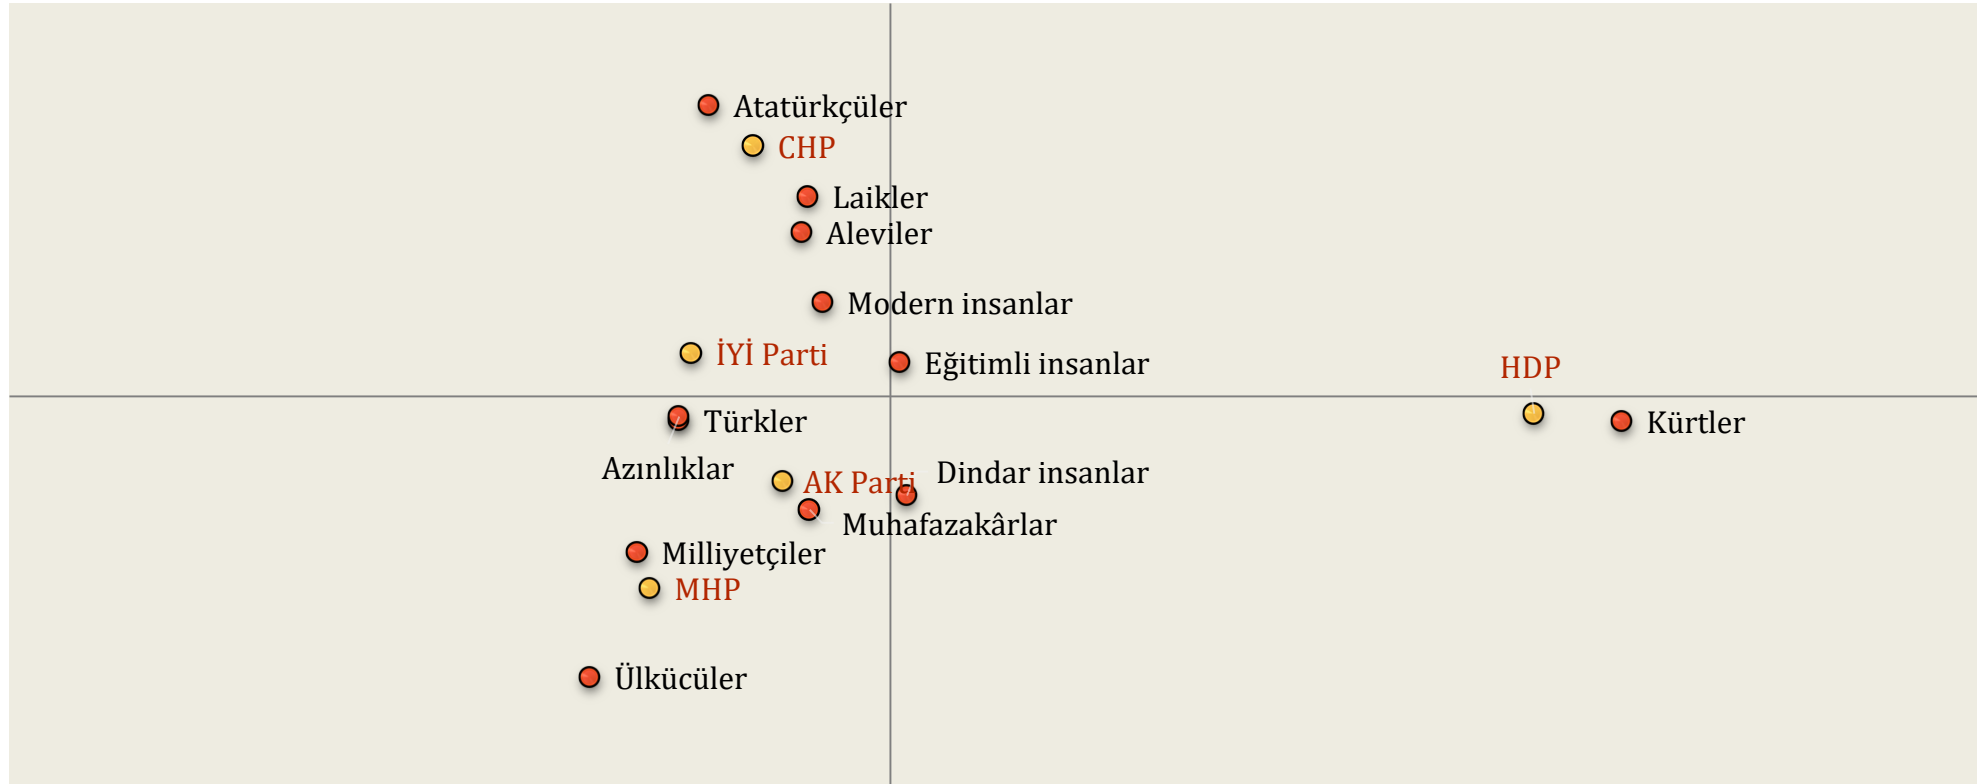 Atatürkçüler
CHP
Laikler
Aleviler
Modern insanlar
İYİ Parti
Eğitimli insanlar
HDP
Türkler
Kürtler
Azınlıklar
AK Parti
Dindar insanlar
Muhafazakârlar
Milliyetçiler
MHP
Ülkücüler